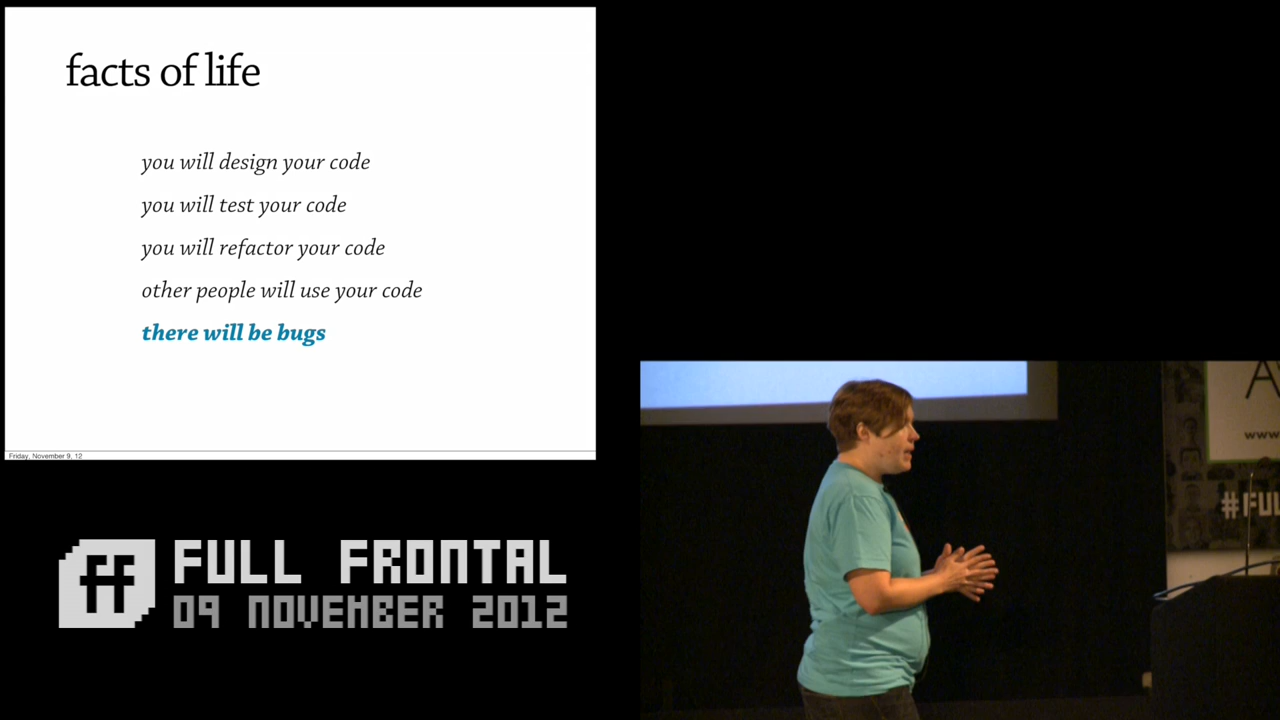 facts of life
you will design your code
you will test your code
you will refactor your code
other people will use your code
there will be bugs
Friday, November 9, 12
ff FULL FRONTAL
09 NOVEMBER 2012
www
#FUL